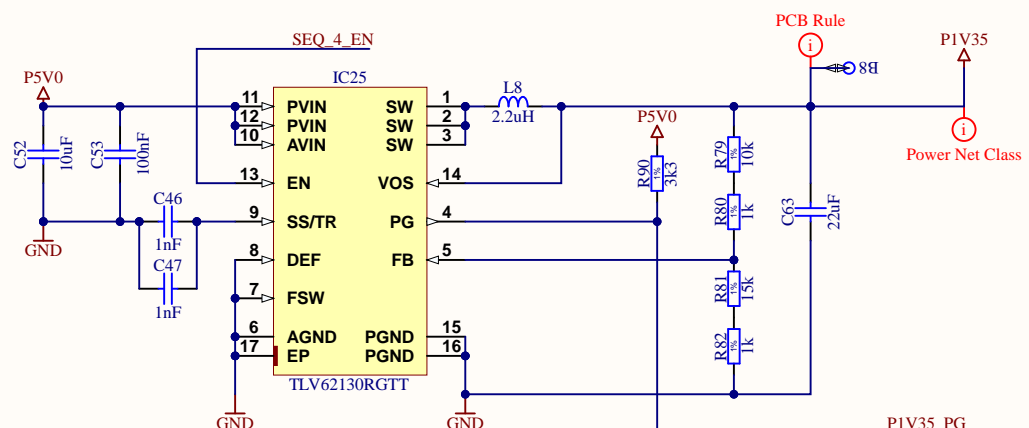 PCB Rule
P1V35
SEQ_4_EN
B8
P5V0
IC25
L8
2.2uH
11 PVIN SW 1
12 PVIN SW 2
10 AVIN SW 3
13 EN VOS 14
9 SS/TR PG 4
8 DEF FB 5
7 FSW
6 AGND PGND 15
17 EP PGND 16
TLV62130RGTT
C52 10uF
C53 100nF
C46
1nF
C47
1nF
GND
GND
GND
P5V0
R90 1% 3k3
R79 1% 10k
R80 1% 1k
R81 1% 15k
R82 1% 1k
C63 22uF
i
i
Power Net Class
P1V35_PG